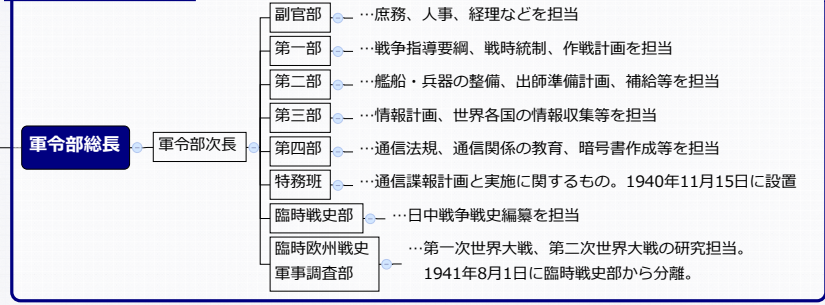 副官部 …庶務、人事、経理などを担当
第一部 …戦争指導要綱、戦時統制、作戦計画を担当
第二部 …艦船・兵器の整備、出師準備計画、補給等を担当
第三部 …情報計画、世界各国の情報収集等を担当
軍令部総長 軍令部次長
第四部 …通信法規、通信関係の教育、暗号書作成等を担当
特務班 …通信諜報計画と実施に関するもの。1940年11月15日に設置
臨時戦史部 …日中戦争戦史編纂を担当
臨時欧州戦史 …第一次世界大戦、第二次世界大戦の研究担当。
軍事調査部 1941年8月1日に臨時戦史部から分離。